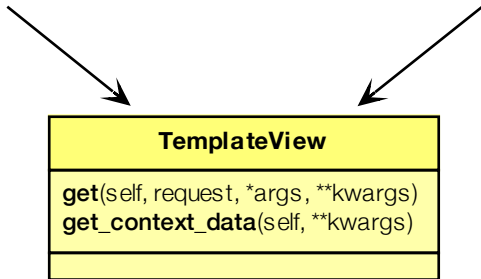 TemplateView
get(self, request, *args, **kwargs)
get_context_data(self, **kwargs)